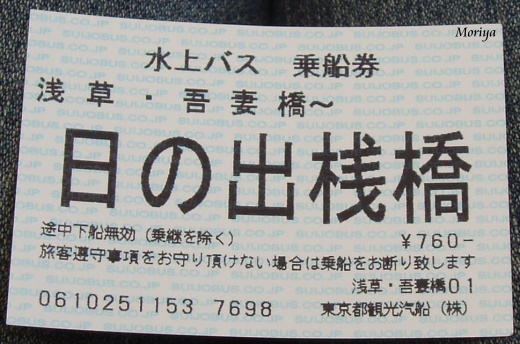 Moriya
水上バス 乗船券
浅草・吾妻橋～
日の出桟橋
途中下船無効(乗継を除く) ¥760-
旅客遵守事項をお守り頂けない場合は乗船をお断り致します
浅草・吾妻橋01
0610251153 7698 東京都観光汽船(株)